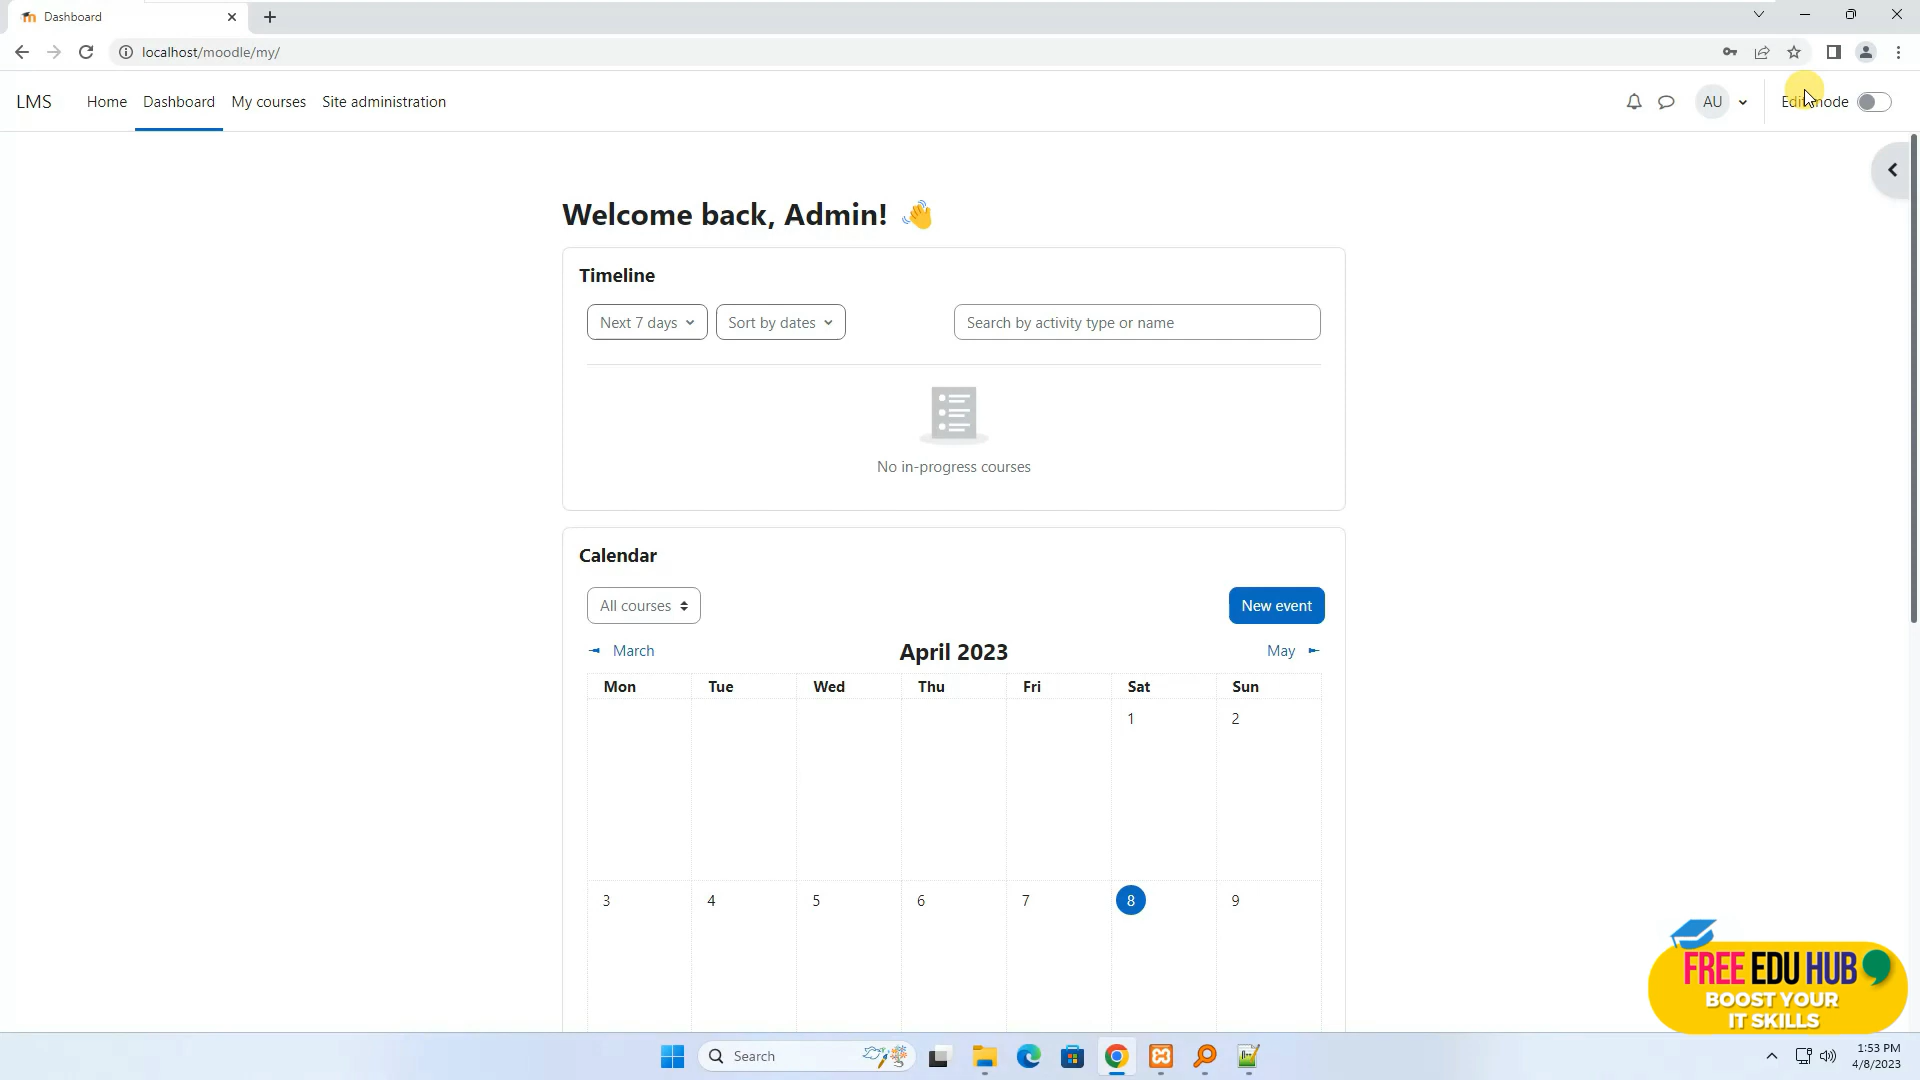 Dashboard
localhost/moodle/my/
LMS Home Dashboard My courses Site administration AU Edit mode
Welcome back, Admin! 👋
Timeline
Next 7 days Sort by dates Search by activity type or name
No in-progress courses
Calendar
All courses New event
March April 2023 May
Mon Tue Wed Thu Fri Sat Sun
1 2
3 4 5 6 7 8 9
FREE EDU HUB
BOOST YOUR
IT SKILLS
Search 1:53 PM
4/8/2023